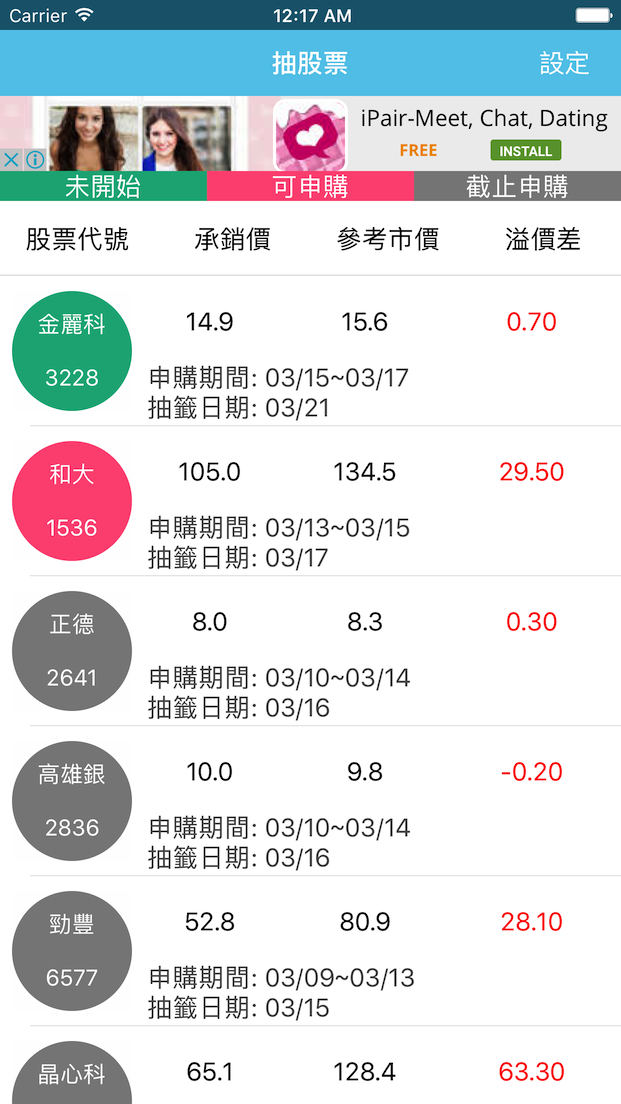 Carrier 12:17 AM
抽股票 設定
iPair-Meet, Chat, Dating
FREE INSTALL
未開始 可申購 截止申購
股票代號 承銷價 參考市價 溢價差
金麗科 14.9 15.6 0.70
3228
申購期間: 03/15~03/17
抽籤日期: 03/21
和大 105.0 134.5 29.50
1536
申購期間: 03/13~03/15
抽籤日期: 03/17
正德 8.0 8.3 0.30
2641
申購期間: 03/10~03/14
抽籤日期: 03/16
高雄銀 10.0 9.8 -0.20
2836
申購期間: 03/10~03/14
抽籤日期: 03/16
勁豐 52.8 80.9 28.10
6577
申購期間: 03/09~03/13
抽籤日期: 03/15
晶心科 65.1 128.4 63.30